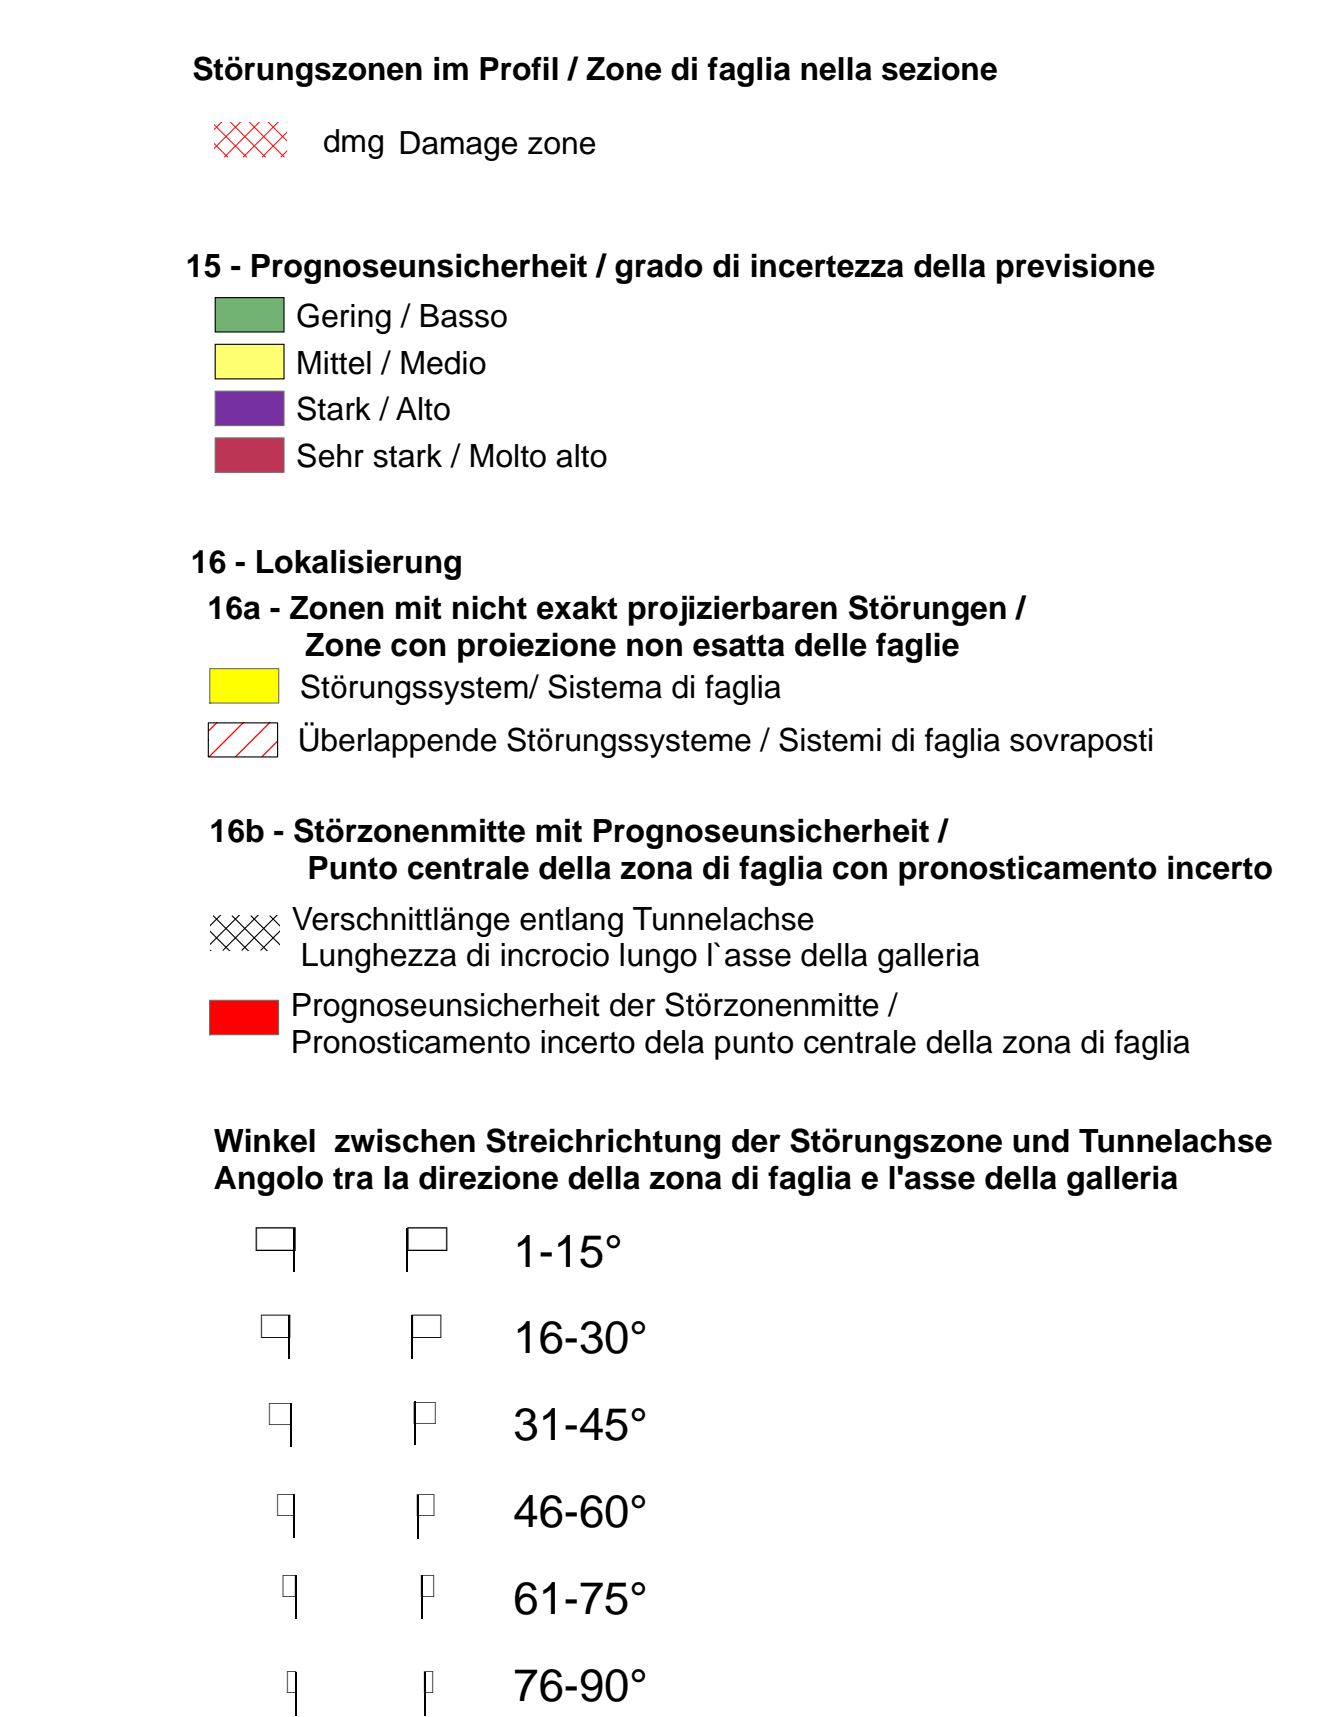 Störungszonen im Profil / Zone di faglia nella sezione
dmg Damage zone
15 - Prognoseunsicherheit / grado di incertezza della previsione
Gering / Basso
Mittel / Medio
Stark / Alto
Sehr stark / Molto alto
16 - Lokalisierung
16a - Zonen mit nicht exakt projizierbaren Störungen /
Zone con proiezione non esatta delle faglie
Störungssystem/ Sistema di faglia
Überlappende Störungssysteme / Sistemi di faglia sovraposti
16b - Störzonenmitte mit Prognoseunsicherheit /
Punto centrale della zona di faglia con pronosticamento incerto
Verschnittlänge entlang Tunnelachse
Lunghezza di incrocio lungo l`asse della galleria
Prognoseunsicherheit der Störzonenmitte /
Pronosticamento incerto dela punto centrale della zona di faglia
Winkel  zwischen Streichrichtung der Störungszone und Tunnelachse
Angolo tra la direzione della zona di faglia e l'asse della galleria
1-15°
16-30°
31-45°
46-60°
61-75°
76-90°